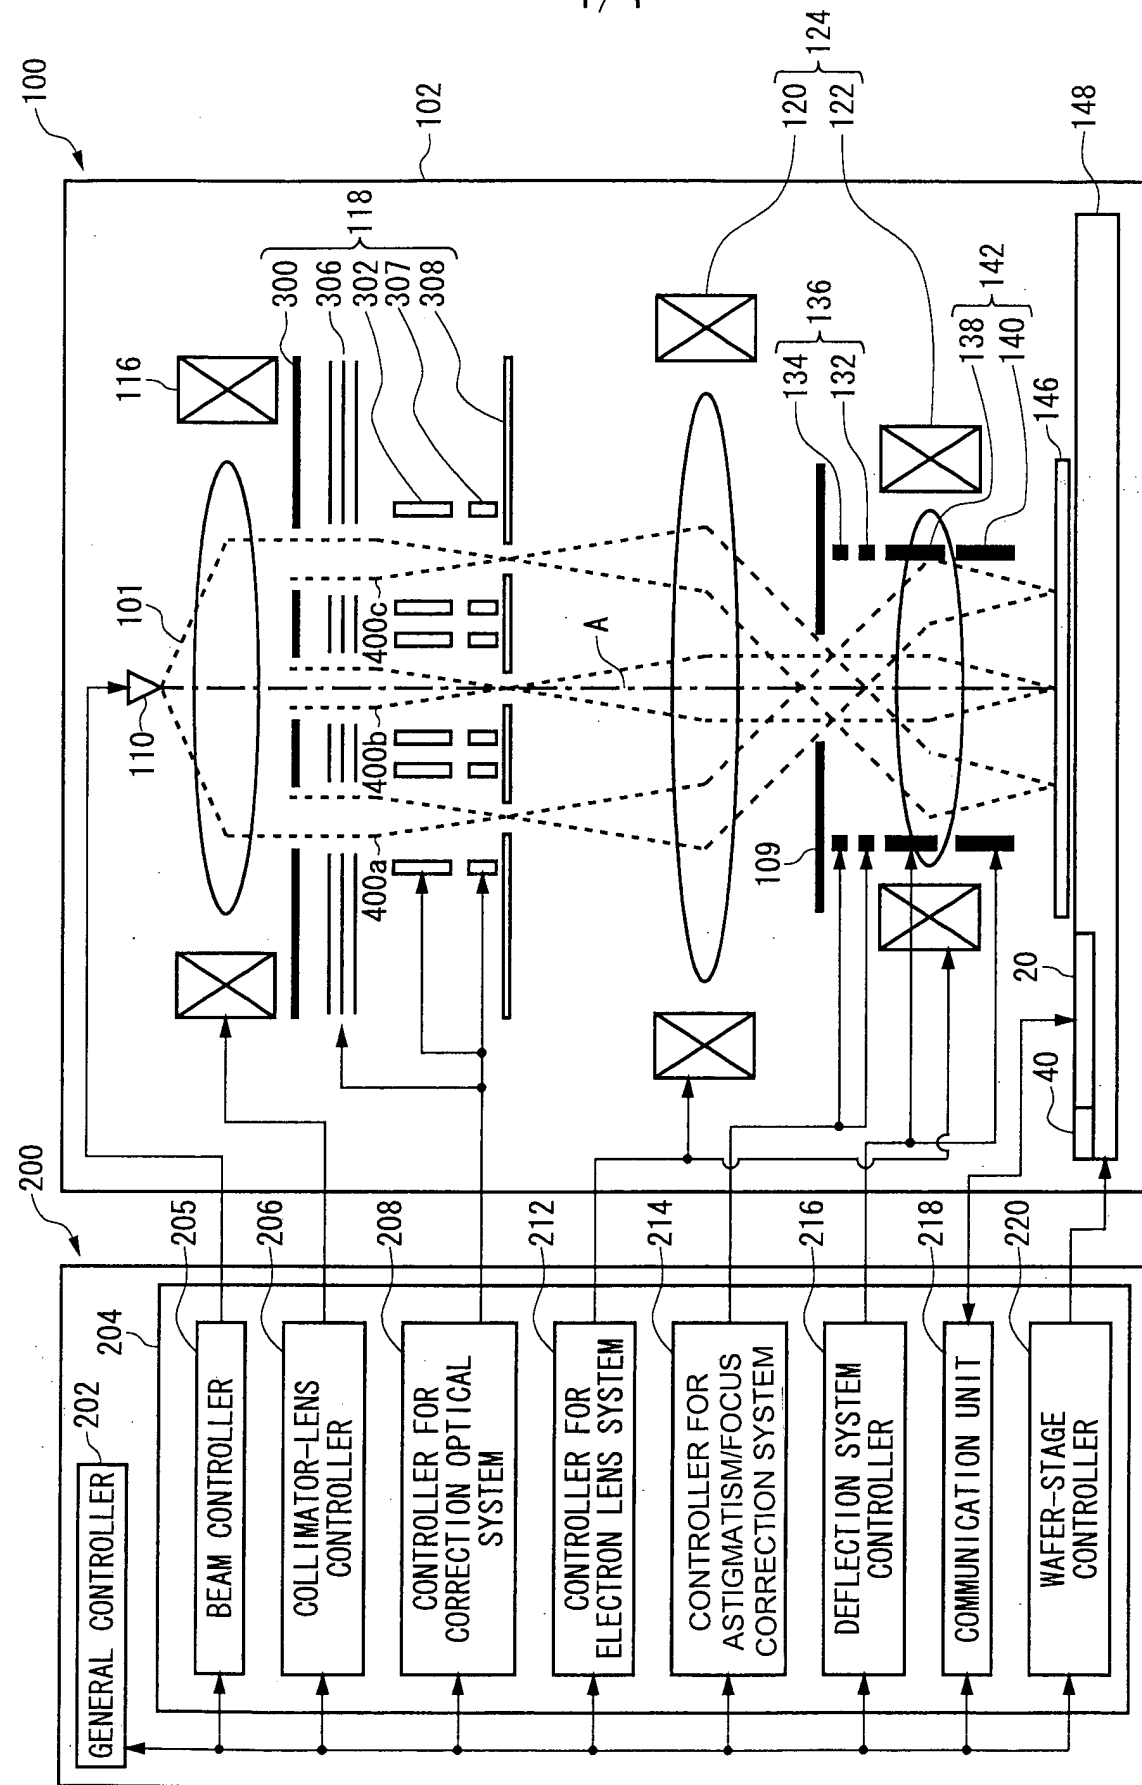 100
102
116
300
306
302
307
308
118
120
122
124
134
132
136
138
140
142
146
148
101
110
400c
400b
400a
A
109
20
40
200
202
GENERAL CONTROLLER
204
205
BEAM CONTROLLER
206
COLLIMATOR-LENS
CONTROLLER
208
CONTROLLER FOR
CORRECTION OPTICAL
SYSTEM
212
CONTROLLER FOR
ELECTRON LENS SYSTEM
214
CONTROLLER FOR
ASTIGMATISM/FOCUS
CORRECTION SYSTEM
216
DEFLECTION SYSTEM
CONTROLLER
218
COMMUNICATION UNIT
220
WAFER-STAGE
CONTROLLER